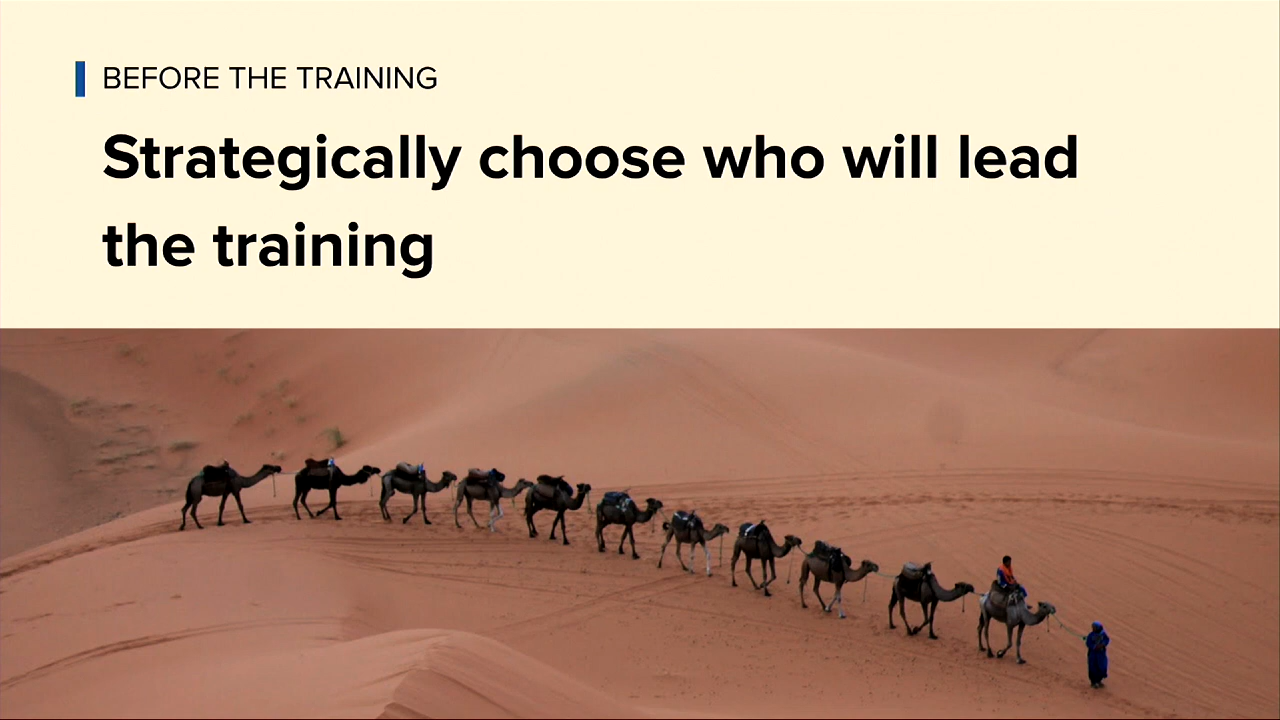 BEFORE THE TRAINING
Strategically choose who will lead
the training